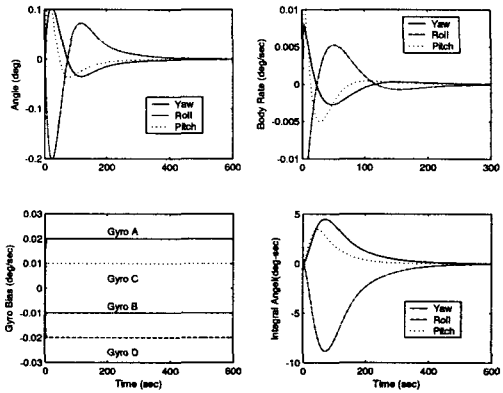 0.1
0
-0.1
-0.2
0
200
400
600
Angle (deg)
Yaw
Roll
Pitch
0.01
0.005
0
-0.005
-0.01
0
100
200
300
Body Rate (deg/sec)
Yaw
Roll
Pitch
0.03
0.02
0.01
0
-0.01
-0.02
-0.03
0
200
400
600
Gyro Bias (deg/sec)
Time (sec)
Gyro A
Gyro C
Gyro B
Gyro D
5
0
-5
-10
0
200
400
600
Integral Angel(deg-sec)
Time (sec)
Yaw
Roll
Pitch